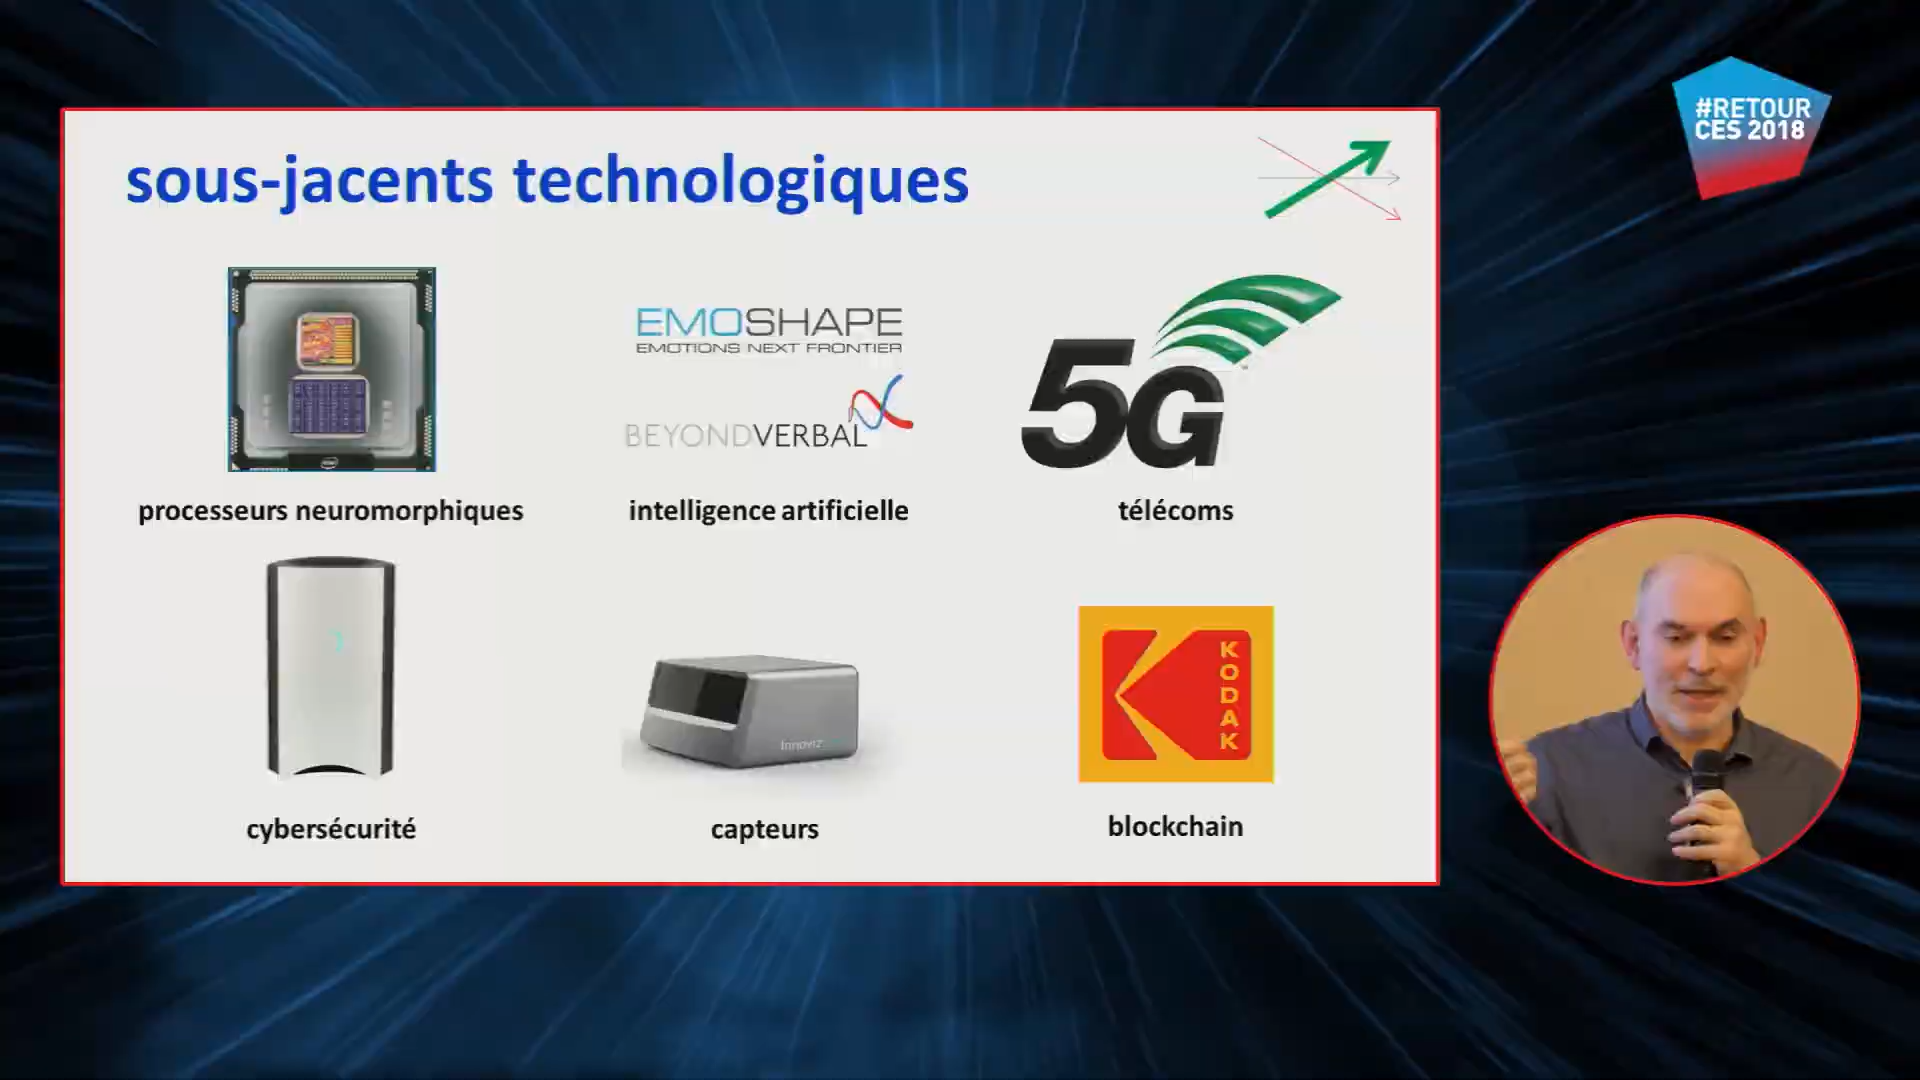 #RETOUR
CES 2018
sous-jacents technologiques
EMOSHAPE
EMOTIONS NEXT FRONTIER
BEYONDVERBAL
5G
processeurs neuromorphiques
intelligence artificielle
télécoms
Innoviz
KODAK
cybersécurité
capteurs
blockchain